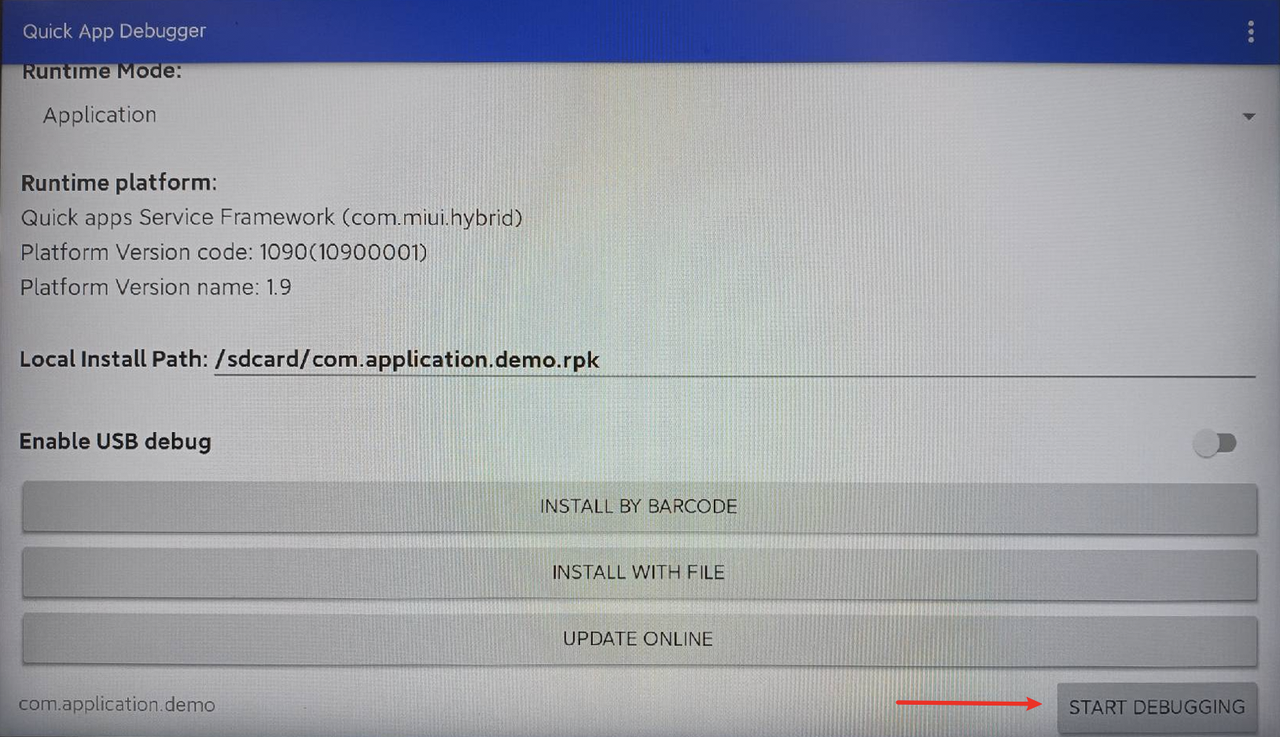 Quick App Debugger
Runtime Mode:
Application
Runtime platform:
Quick apps Service Framework (com.miui.hybrid)
Platform Version code: 1090(10900001)
Platform Version name: 1.9
Local Install Path: /sdcard/com.application.demo.rpk
Enable USB debug
INSTALL BY BARCODE
INSTALL WITH FILE
UPDATE ONLINE
com.application.demo START DEBUGGING